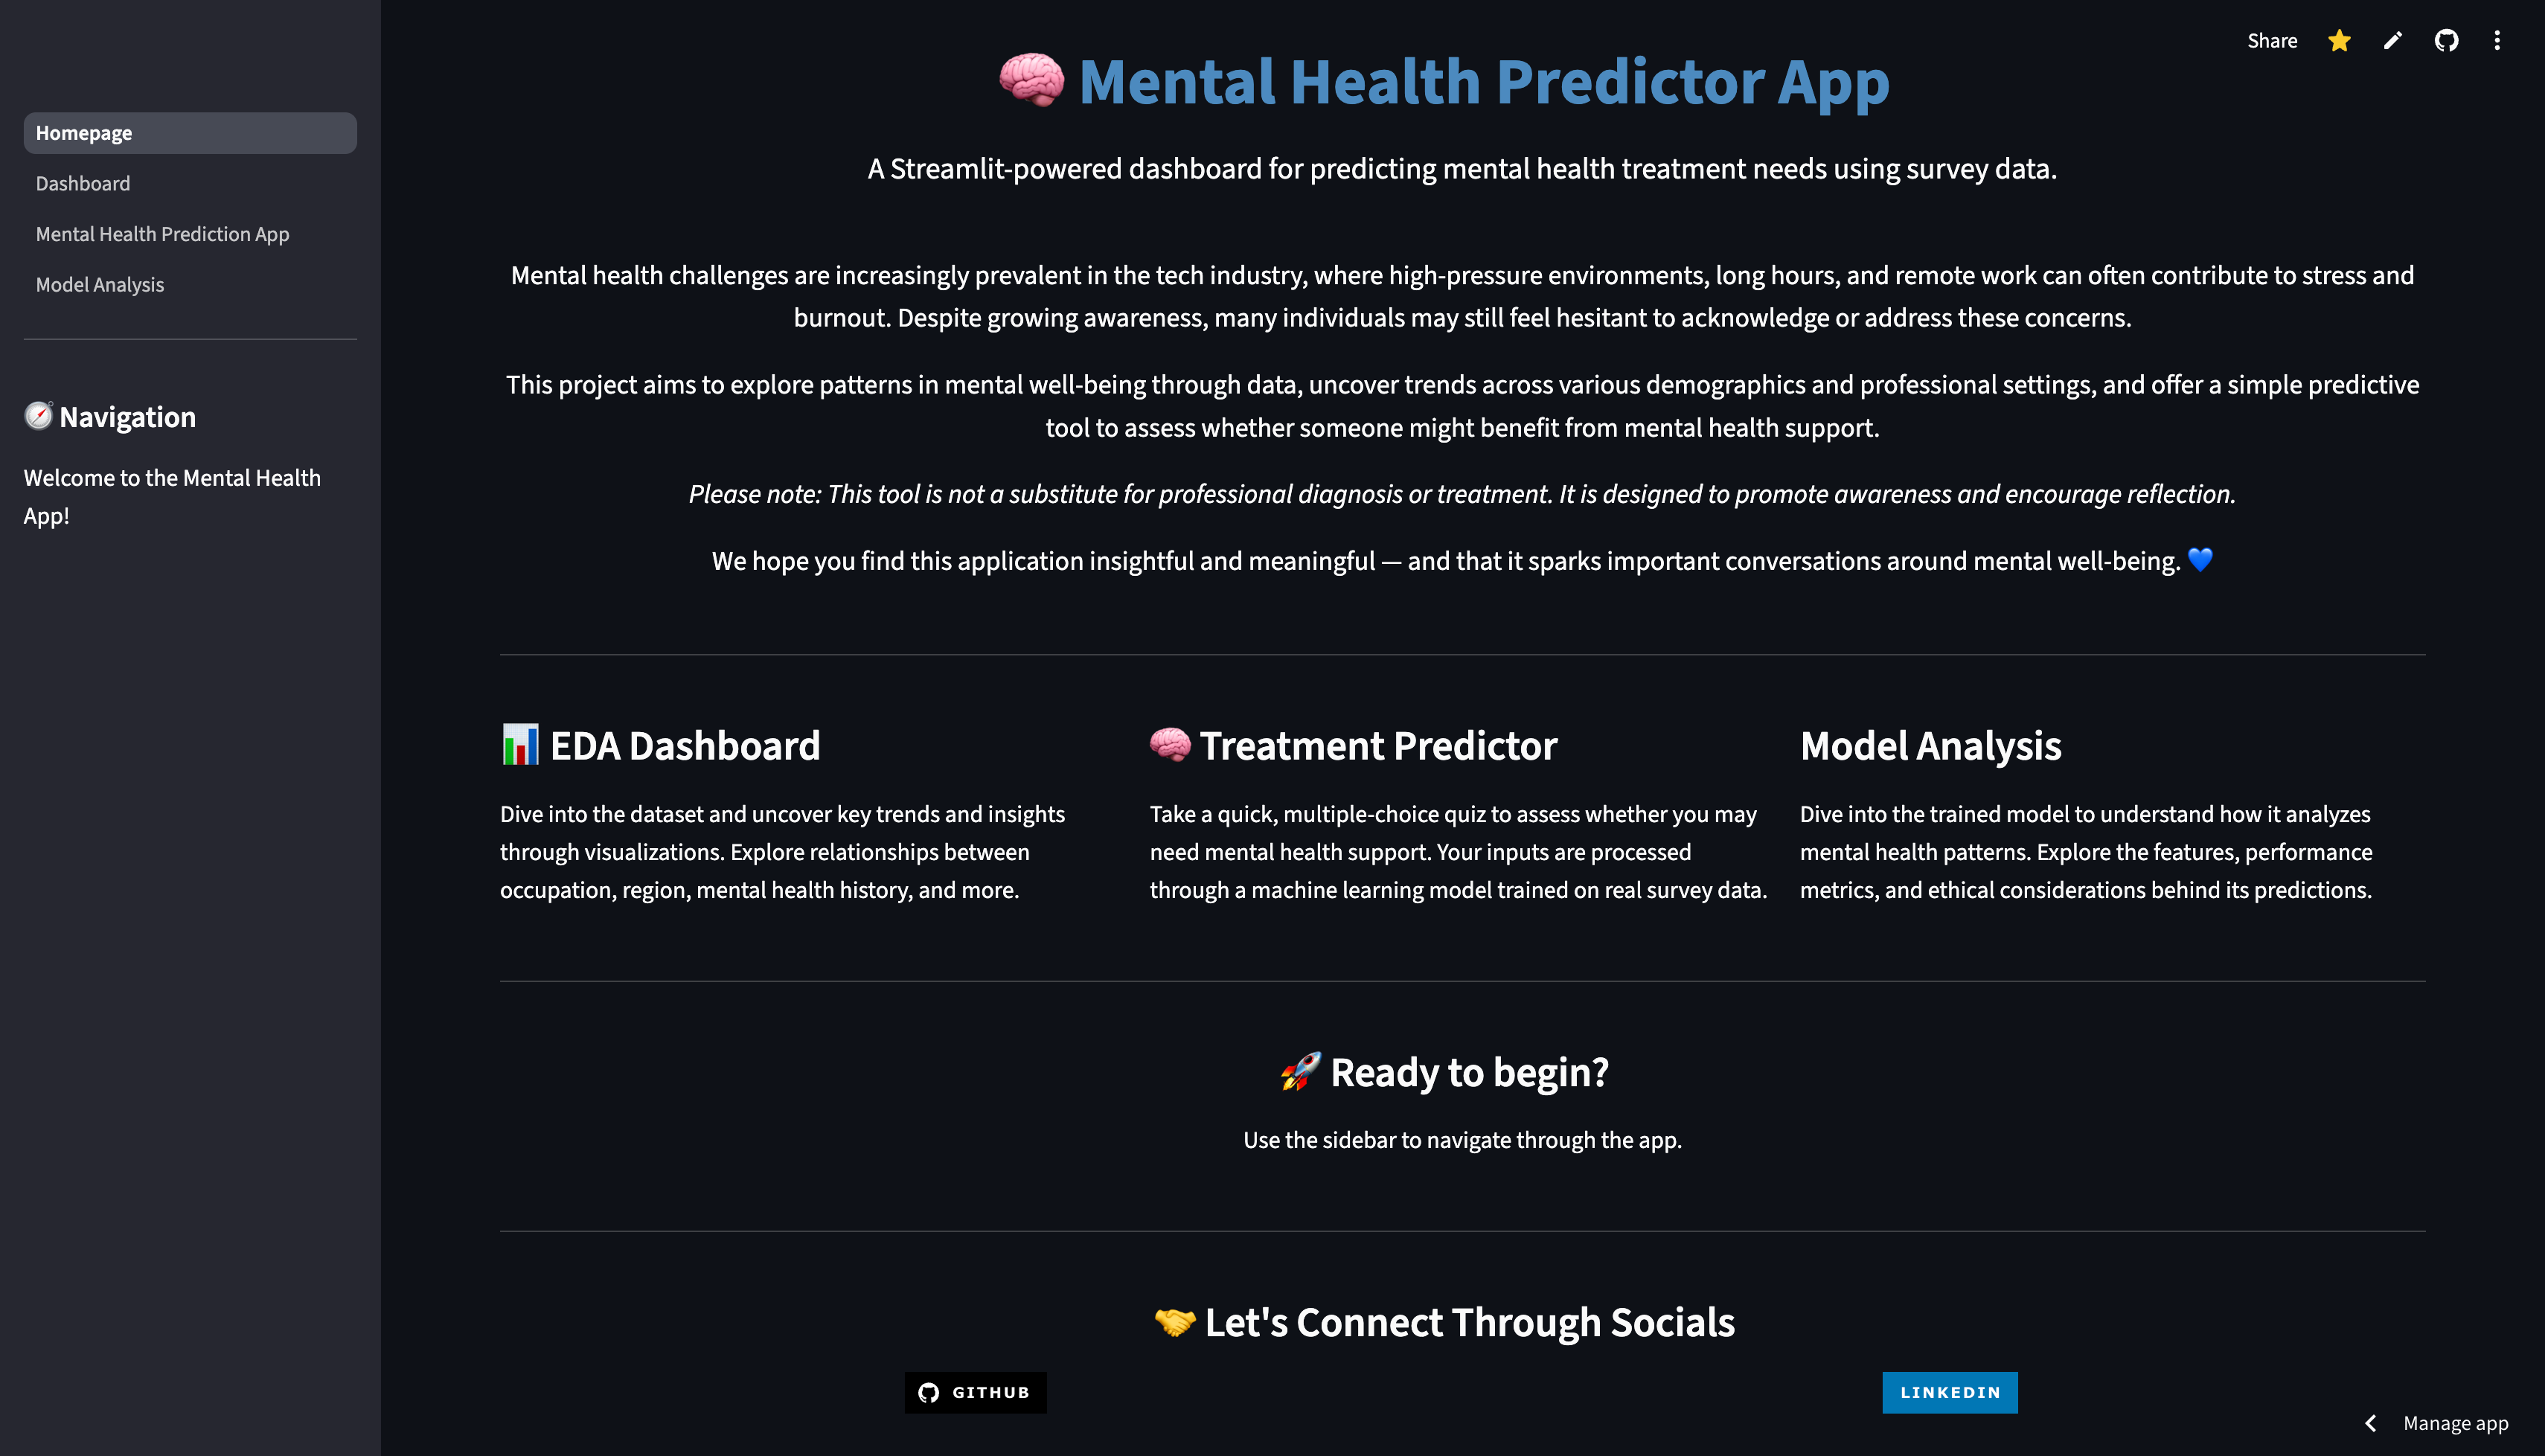 Share
Homepage
Dashboard
Mental Health Prediction App
Model Analysis
Navigation
Welcome to the Mental Health
App!
Mental Health Predictor App
A Streamlit-powered dashboard for predicting mental health treatment needs using survey data.
Mental health challenges are increasingly prevalent in the tech industry, where high-pressure environments, long hours, and remote work can often contribute to stress and
burnout. Despite growing awareness, many individuals may still feel hesitant to acknowledge or address these concerns.
This project aims to explore patterns in mental well-being through data, uncover trends across various demographics and professional settings, and offer a simple predictive
tool to assess whether someone might benefit from mental health support.
Please note: This tool is not a substitute for professional diagnosis or treatment. It is designed to promote awareness and encourage reflection.
We hope you find this application insightful and meaningful — and that it sparks important conversations around mental well-being. 💙
EDA Dashboard
Dive into the dataset and uncover key trends and insights
through visualizations. Explore relationships between
occupation, region, mental health history, and more.
Treatment Predictor
Take a quick, multiple-choice quiz to assess whether you may
need mental health support. Your inputs are processed
through a machine learning model trained on real survey data.
Model Analysis
Dive into the trained model to understand how it analyzes
mental health patterns. Explore the features, performance
metrics, and ethical considerations behind its predictions.
Ready to begin?
Use the sidebar to navigate through the app.
Let's Connect Through Socials
GITHUB
LINKEDIN
Manage app